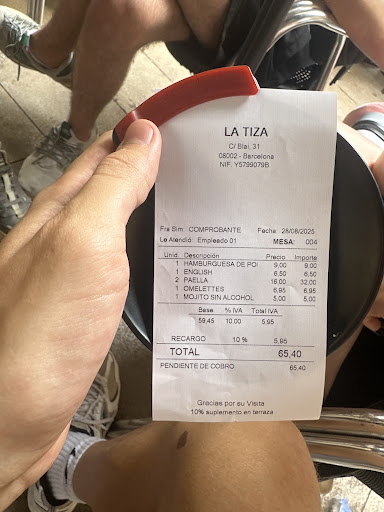 LA TIZA
C/ Blai, 31
08002 - Barcelona
NIF. Y5799079B
Fra Sim: COMPROBANTE Fecha: 28/08/2025
Le Atendió: Empleado 01 MESA: 004
Unid. Descripción Precio Importe
1 HAMBURGUESA DE POI 9,00 9,00
1 ENGLISH 6,50 6,50
2 PAELLA 16,00 32,00
1 OMELETTES 6,95 6,95
1 MOJITO SIN ALCOHOL 5,00 5,00
Base % IVA Total IVA
59,45 10,00 5,95
RECARGO 10 % 5,95
TOTAL 65,40
PENDIENTE DE COBRO 65,40
Gracias por su Visita
10% suplemento en terraza